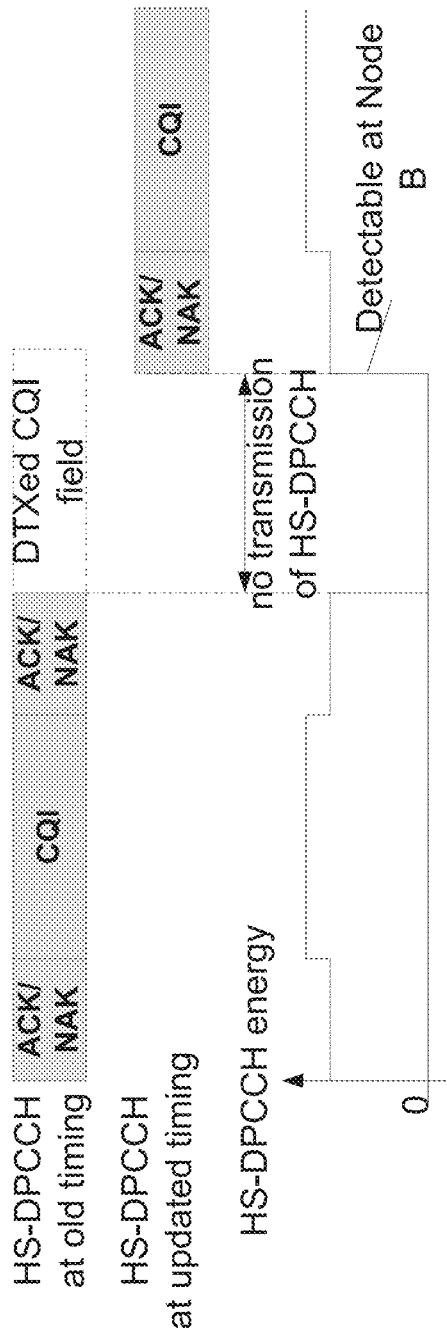 HS-DPCCH
at old timing
ACK/
NAK
CQI
ACK/
NAK
DTXed CQI
field
HS-DPCCH
at updated timing
ACK/
NAK
CQI
HS-DPCCH energy
no transmission
of HS-DPCCH
Detectable at Node
B
0